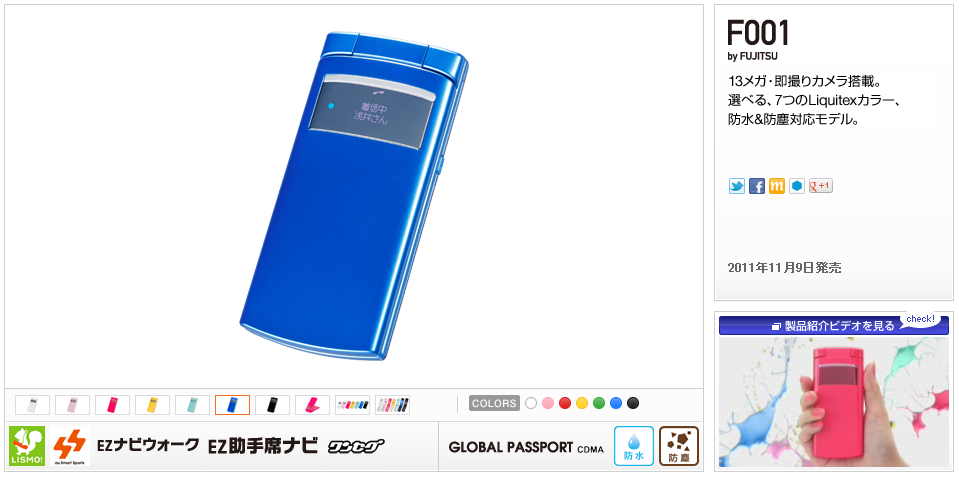 着信中
浅井さん
F001
by FUJITSU
13メガ・即撮りカメラ搭載。
選べる、7つのLiquitexカラー、
防水&防塵対応モデル。
+1
2011年11月9日発売
製品紹介ビデオを見る
check!
COLORS
LISMO!
au Smart Sports
EZナビウォーク
EZ助手席ナビ
ワンセグ
GLOBAL PASSPORT CDMA
防水
防塵